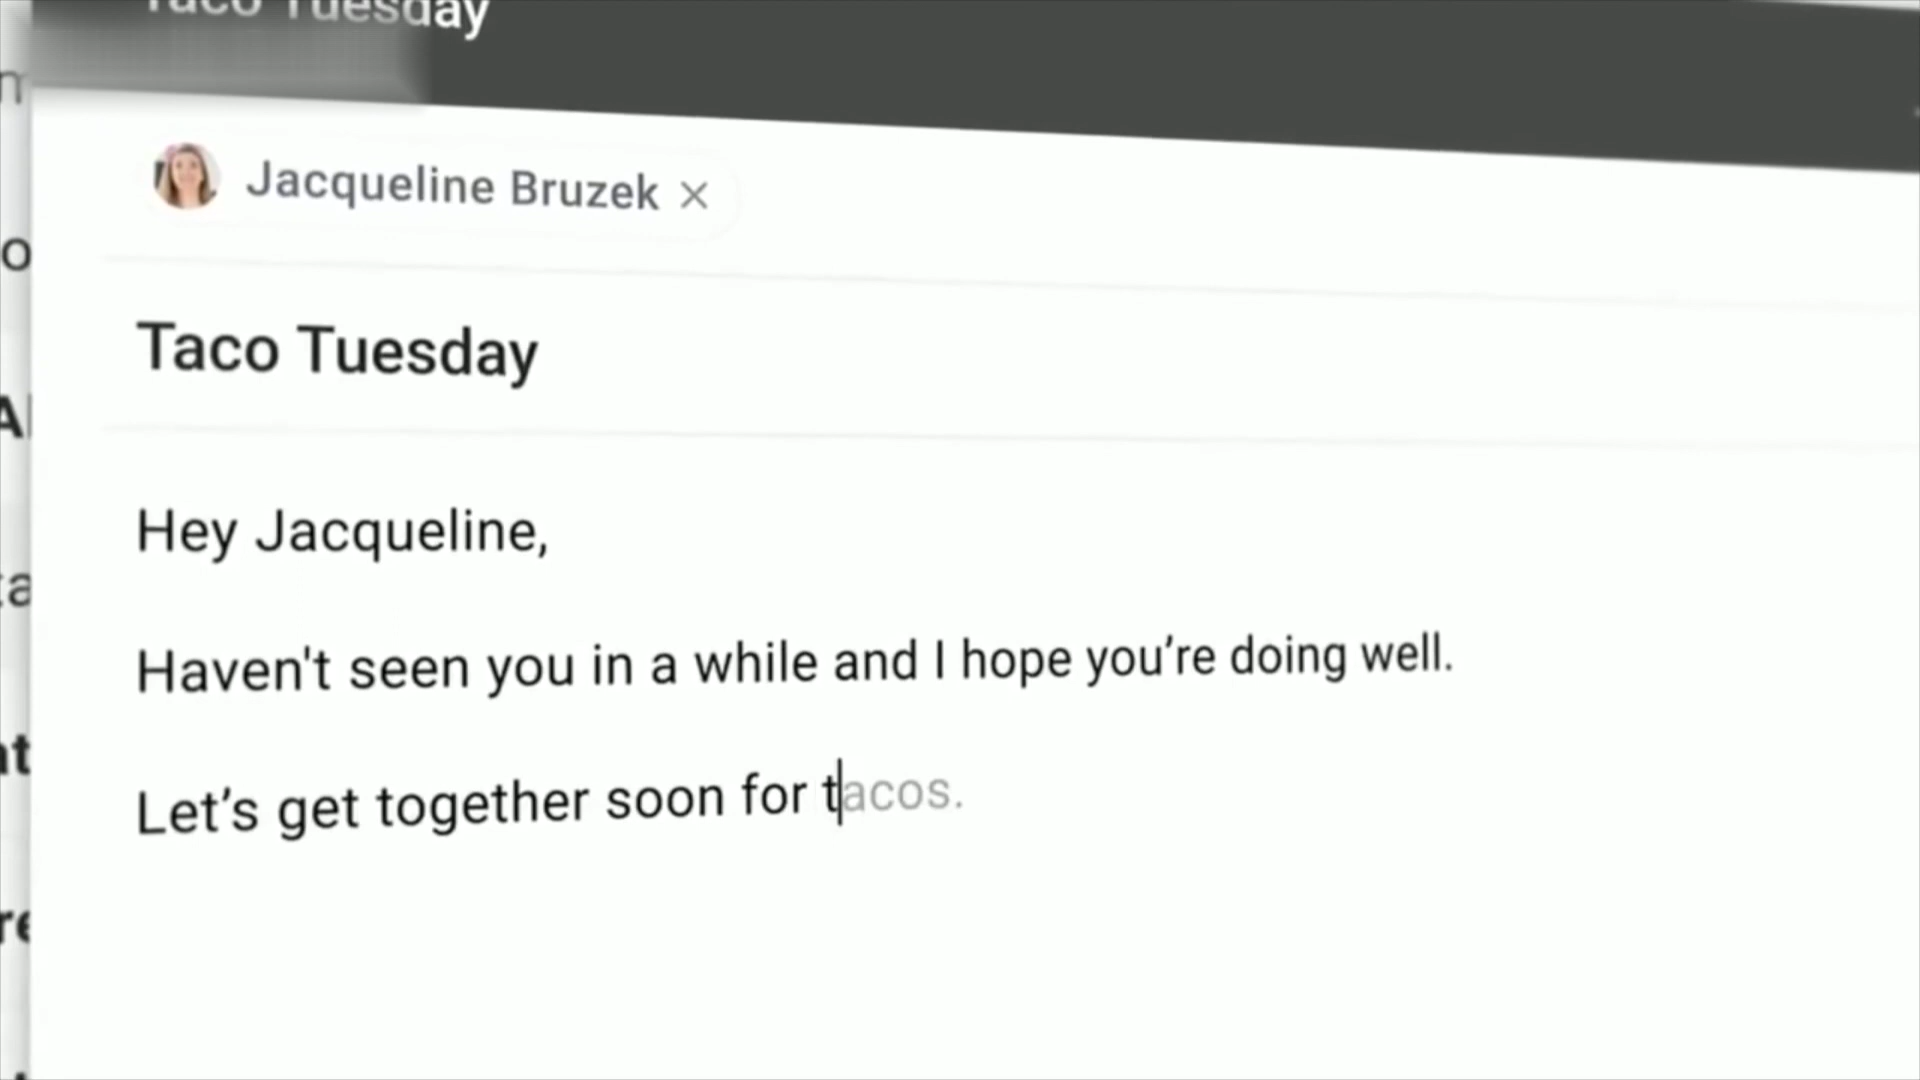 Taco Tuesday
Jacqueline Bruzek
Taco Tuesday
Hey Jacqueline,
Haven't seen you in a while and I hope you’re doing well.
Let’s get together soon for tacos.